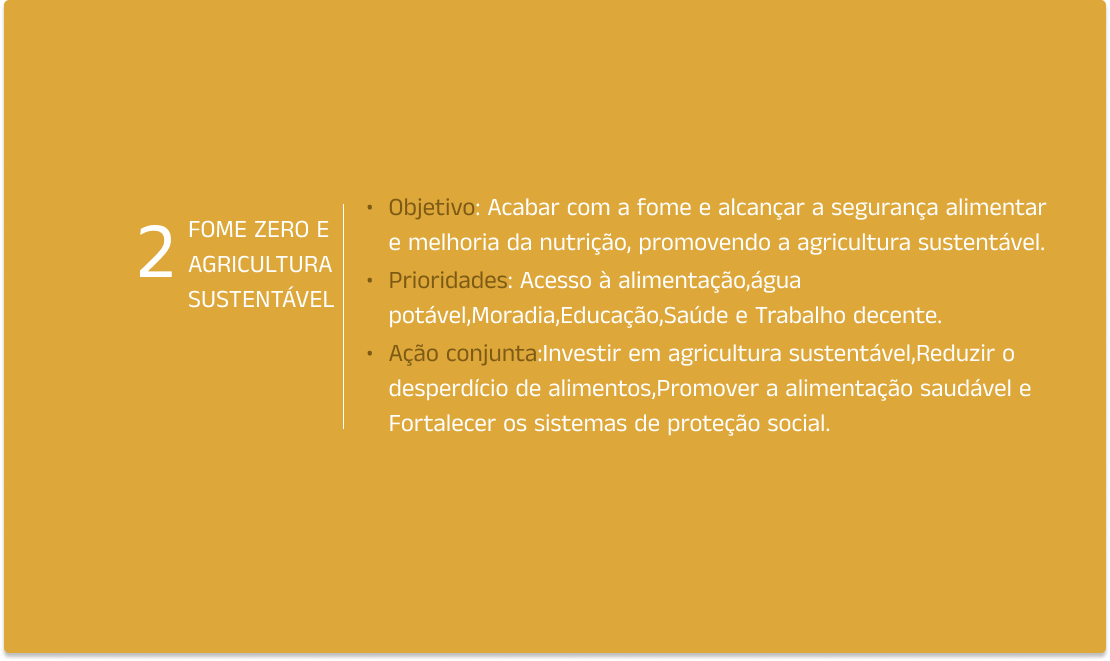 2
FOME ZERO E
AGRICULTURA
SUSTENTÁVEL
• Objetivo: Acabar com a fome e alcançar a segurança alimentar
e melhoria da nutrição, promovendo a agricultura sustentável.
• Prioridades: Acesso à alimentação,água
potável,Moradia,Educação,Saúde e Trabalho decente.
• Ação conjunta:Investir em agricultura sustentável,Reduzir o
desperdício de alimentos,Promover a alimentação saudável e
Fortalecer os sistemas de proteção social.